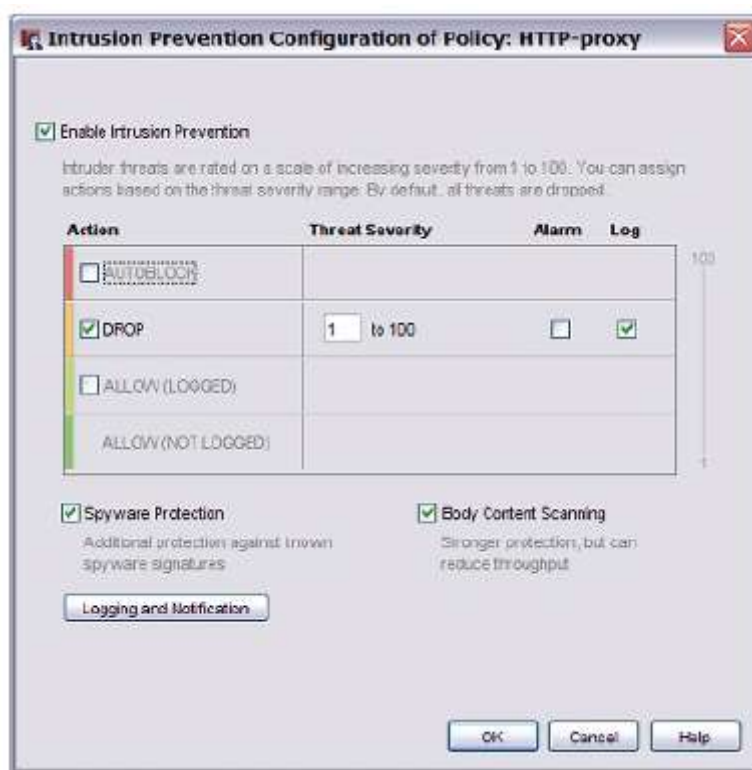 Intrusion Prevention Configuration of Policy: HTTP-proxy
Enable Intrusion Prevention
Intruder threats are rated on a scale of increasing severity from 1 to 100. You can assign
actions based on the threat severity range. By default, all threats are dropped.
Action Threat Severity Alarm Log
AUTOBLOCK
100
DROP 1 to 100
ALLOW (LOGGED)
ALLOW (NOT LOGGED)
1
Spyware Protection Body Content Scanning
Additional protection against known Stronger protection, but can
spyware signatures reduce throughput
Logging and Notification
OK Cancel Help